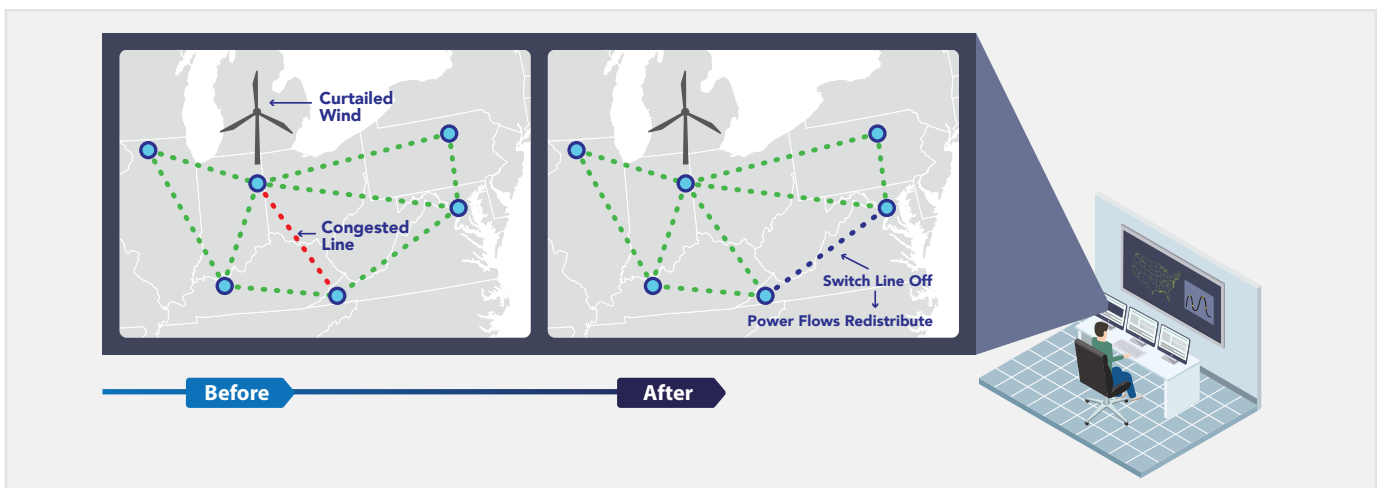 Curtailed
Wind
Congested
Line
Switch Line Off
Power Flows Redistribute
Before
After